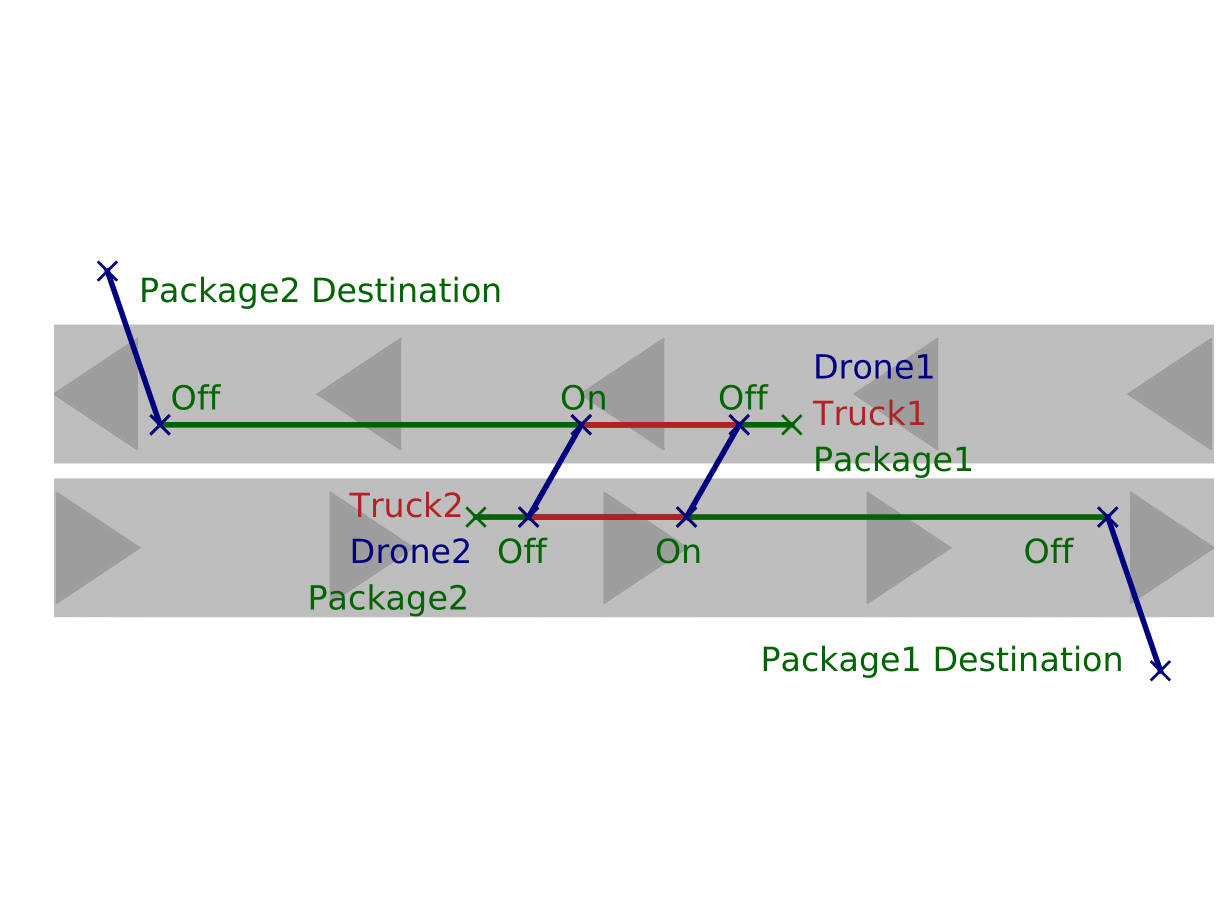 Package2 Destination
Drone1
Off
On
Off
Truck1
Package1
Truck2
Drone2
Off
On
Off
Package2
Package1 Destination